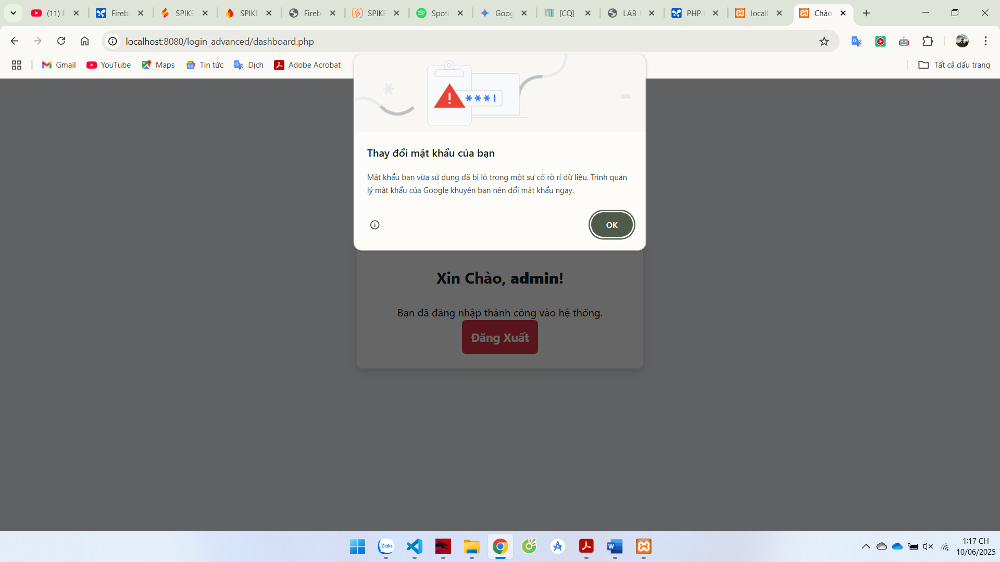 (11) E
Fireb
SPIKE
SPIKE
Fireb
SPIKE
Spoti
Goog
[CQ]_
LAB J
PHP
locall
Chào
localhost:8080/login_advanced/dashboard.php
Gmail
YouTube
Maps
Tin tức
Dịch
Adobe Acrobat
Tất cả dấu trang
***|
Thay đổi mật khẩu của bạn
Mật khẩu bạn vừa sử dụng đã bị lộ trong một sự cố rò rỉ dữ liệu. Trình quản
lý mật khẩu của Google khuyên bạn nên đổi mật khẩu ngay.
OK
Xin Chào, admin!
Bạn đã đăng nhập thành công vào hệ thống.
Đăng Xuất
Zalo
1:17 CH
10/06/2025